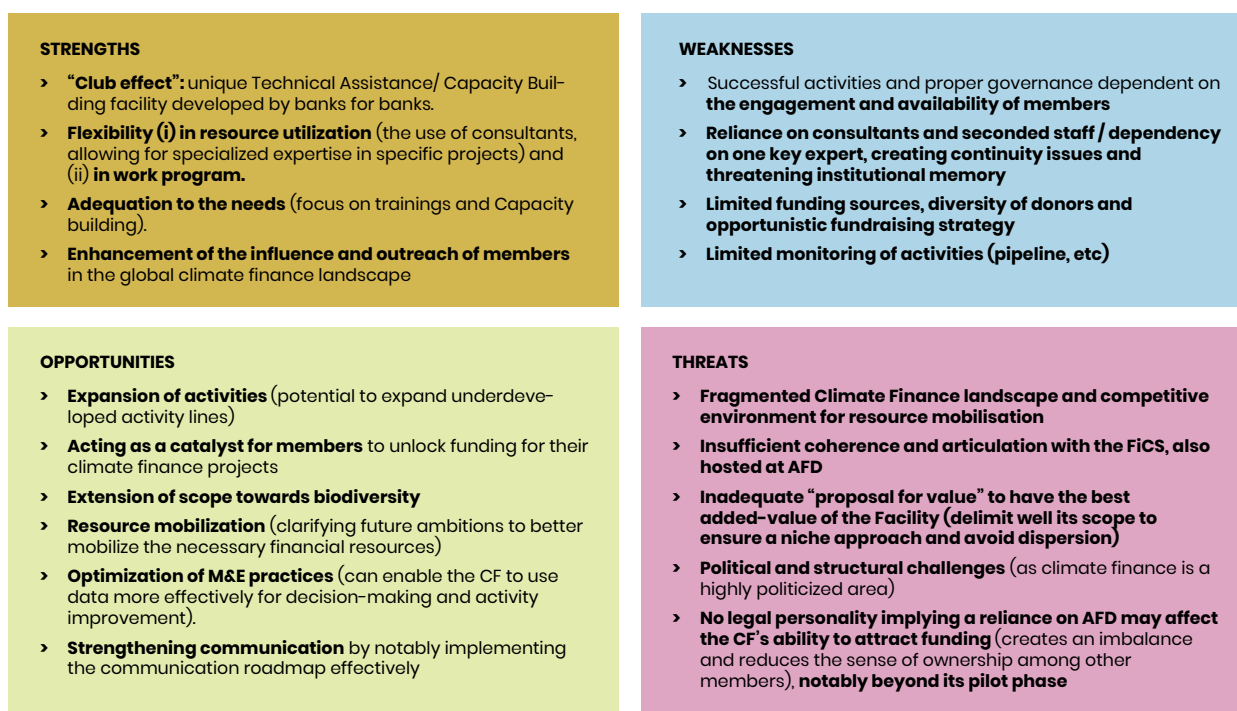 STRENGTHS
› “Club effect”: unique Technical Assistance/ Capacity Buil-
ding facility developed by banks for banks.
› Flexibility (i) in resource utilization (the use of consultants,
allowing for specialized expertise in specific projects) and
(ii) in work program.
› Adequation to the needs (focus on trainings and Capacity
building).
› Enhancement of the influence and outreach of members
in the global climate finance landscape
WEAKNESSES
› Successful activities and proper governance dependent on
the engagement and availability of members
› Reliance on consultants and seconded staff / dependency
on one key expert, creating continuity issues and
threatening institutional memory
› Limited funding sources, diversity of donors and
opportunistic fundraising strategy
› Limited monitoring of activities (pipeline, etc)
OPPORTUNITIES
› Expansion of activities (potential to expand underdeve-
loped activity lines)
› Acting as a catalyst for members to unlock funding for their
climate finance projects
› Extension of scope towards biodiversity
› Resource mobilization (clarifying future ambitions to better
mobilize the necessary financial resources)
› Optimization of M&E practices (can enable the CF to use
data more effectively for decision-making and activity
improvement).
› Strengthening communication by notably implementing
the communication roadmap effectively
THREATS
› Fragmented Climate Finance landscape and competitive
environment for resource mobilisation
› Insufficient coherence and articulation with the FiCS, also
hosted at AFD
› Inadequate “proposal for value” to have the best
added-value of the Facility (delimit well its scope to
ensure a niche approach and avoid dispersion)
› Political and structural challenges (as climate finance is a
highly politicized area)
› No legal personality implying a reliance on AFD may affect
the CF’s ability to attract funding (creates an imbalance
and reduces the sense of ownership among other
members), notably beyond its pilot phase